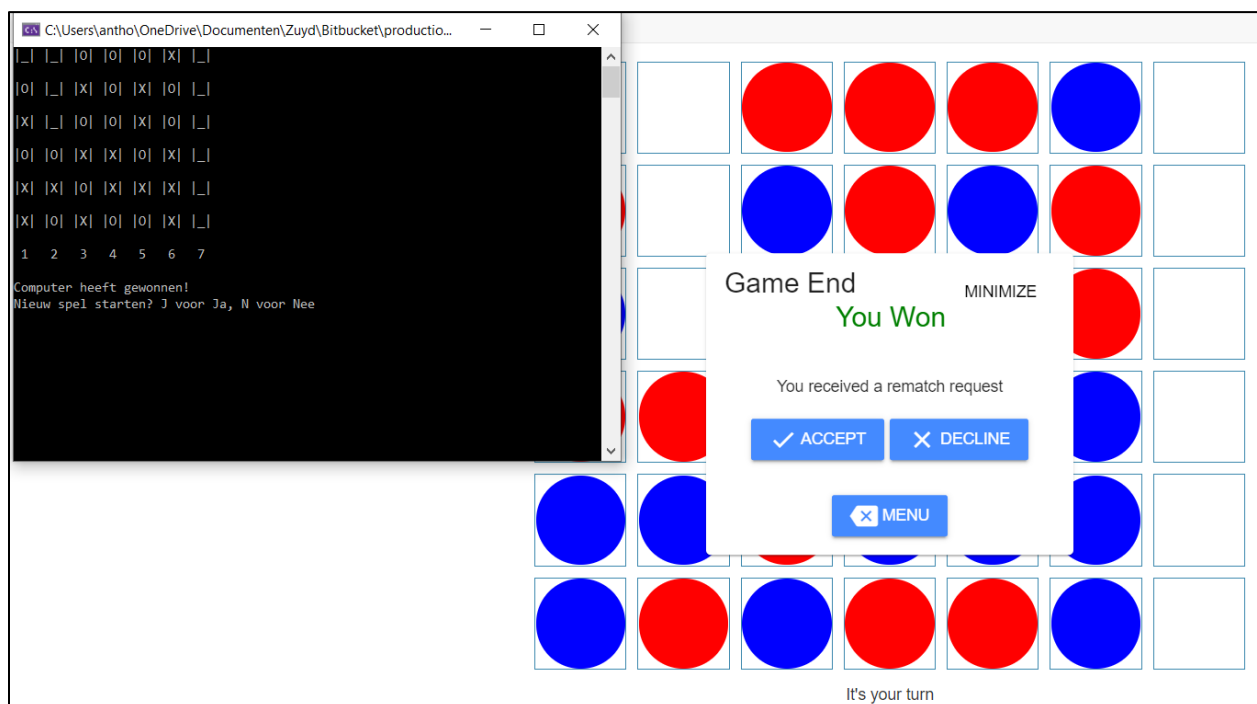 C:\Users\antho\OneDrive\Documenten\Zuyd\Bitbucket\productio...
|_| |_| |O| |O| |O| |X| |_|
|O| |_| |X| |O| |X| |O| |_|
|X| |_| |O| |O| |X| |O| |_|
|O| |O| |X| |X| |O| |X| |_|
|X| |X| |O| |X| |X| |X| |_|
|X| |O| |X| |O| |O| |X| |_|
1 2 3 4 5 6 7
Computer heeft gewonnen!
Nieuw spel starten? J voor Ja, N voor Nee
Game End
MINIMIZE
You Won
You received a rematch request
ACCEPT DECLINE
MENU
It's your turn